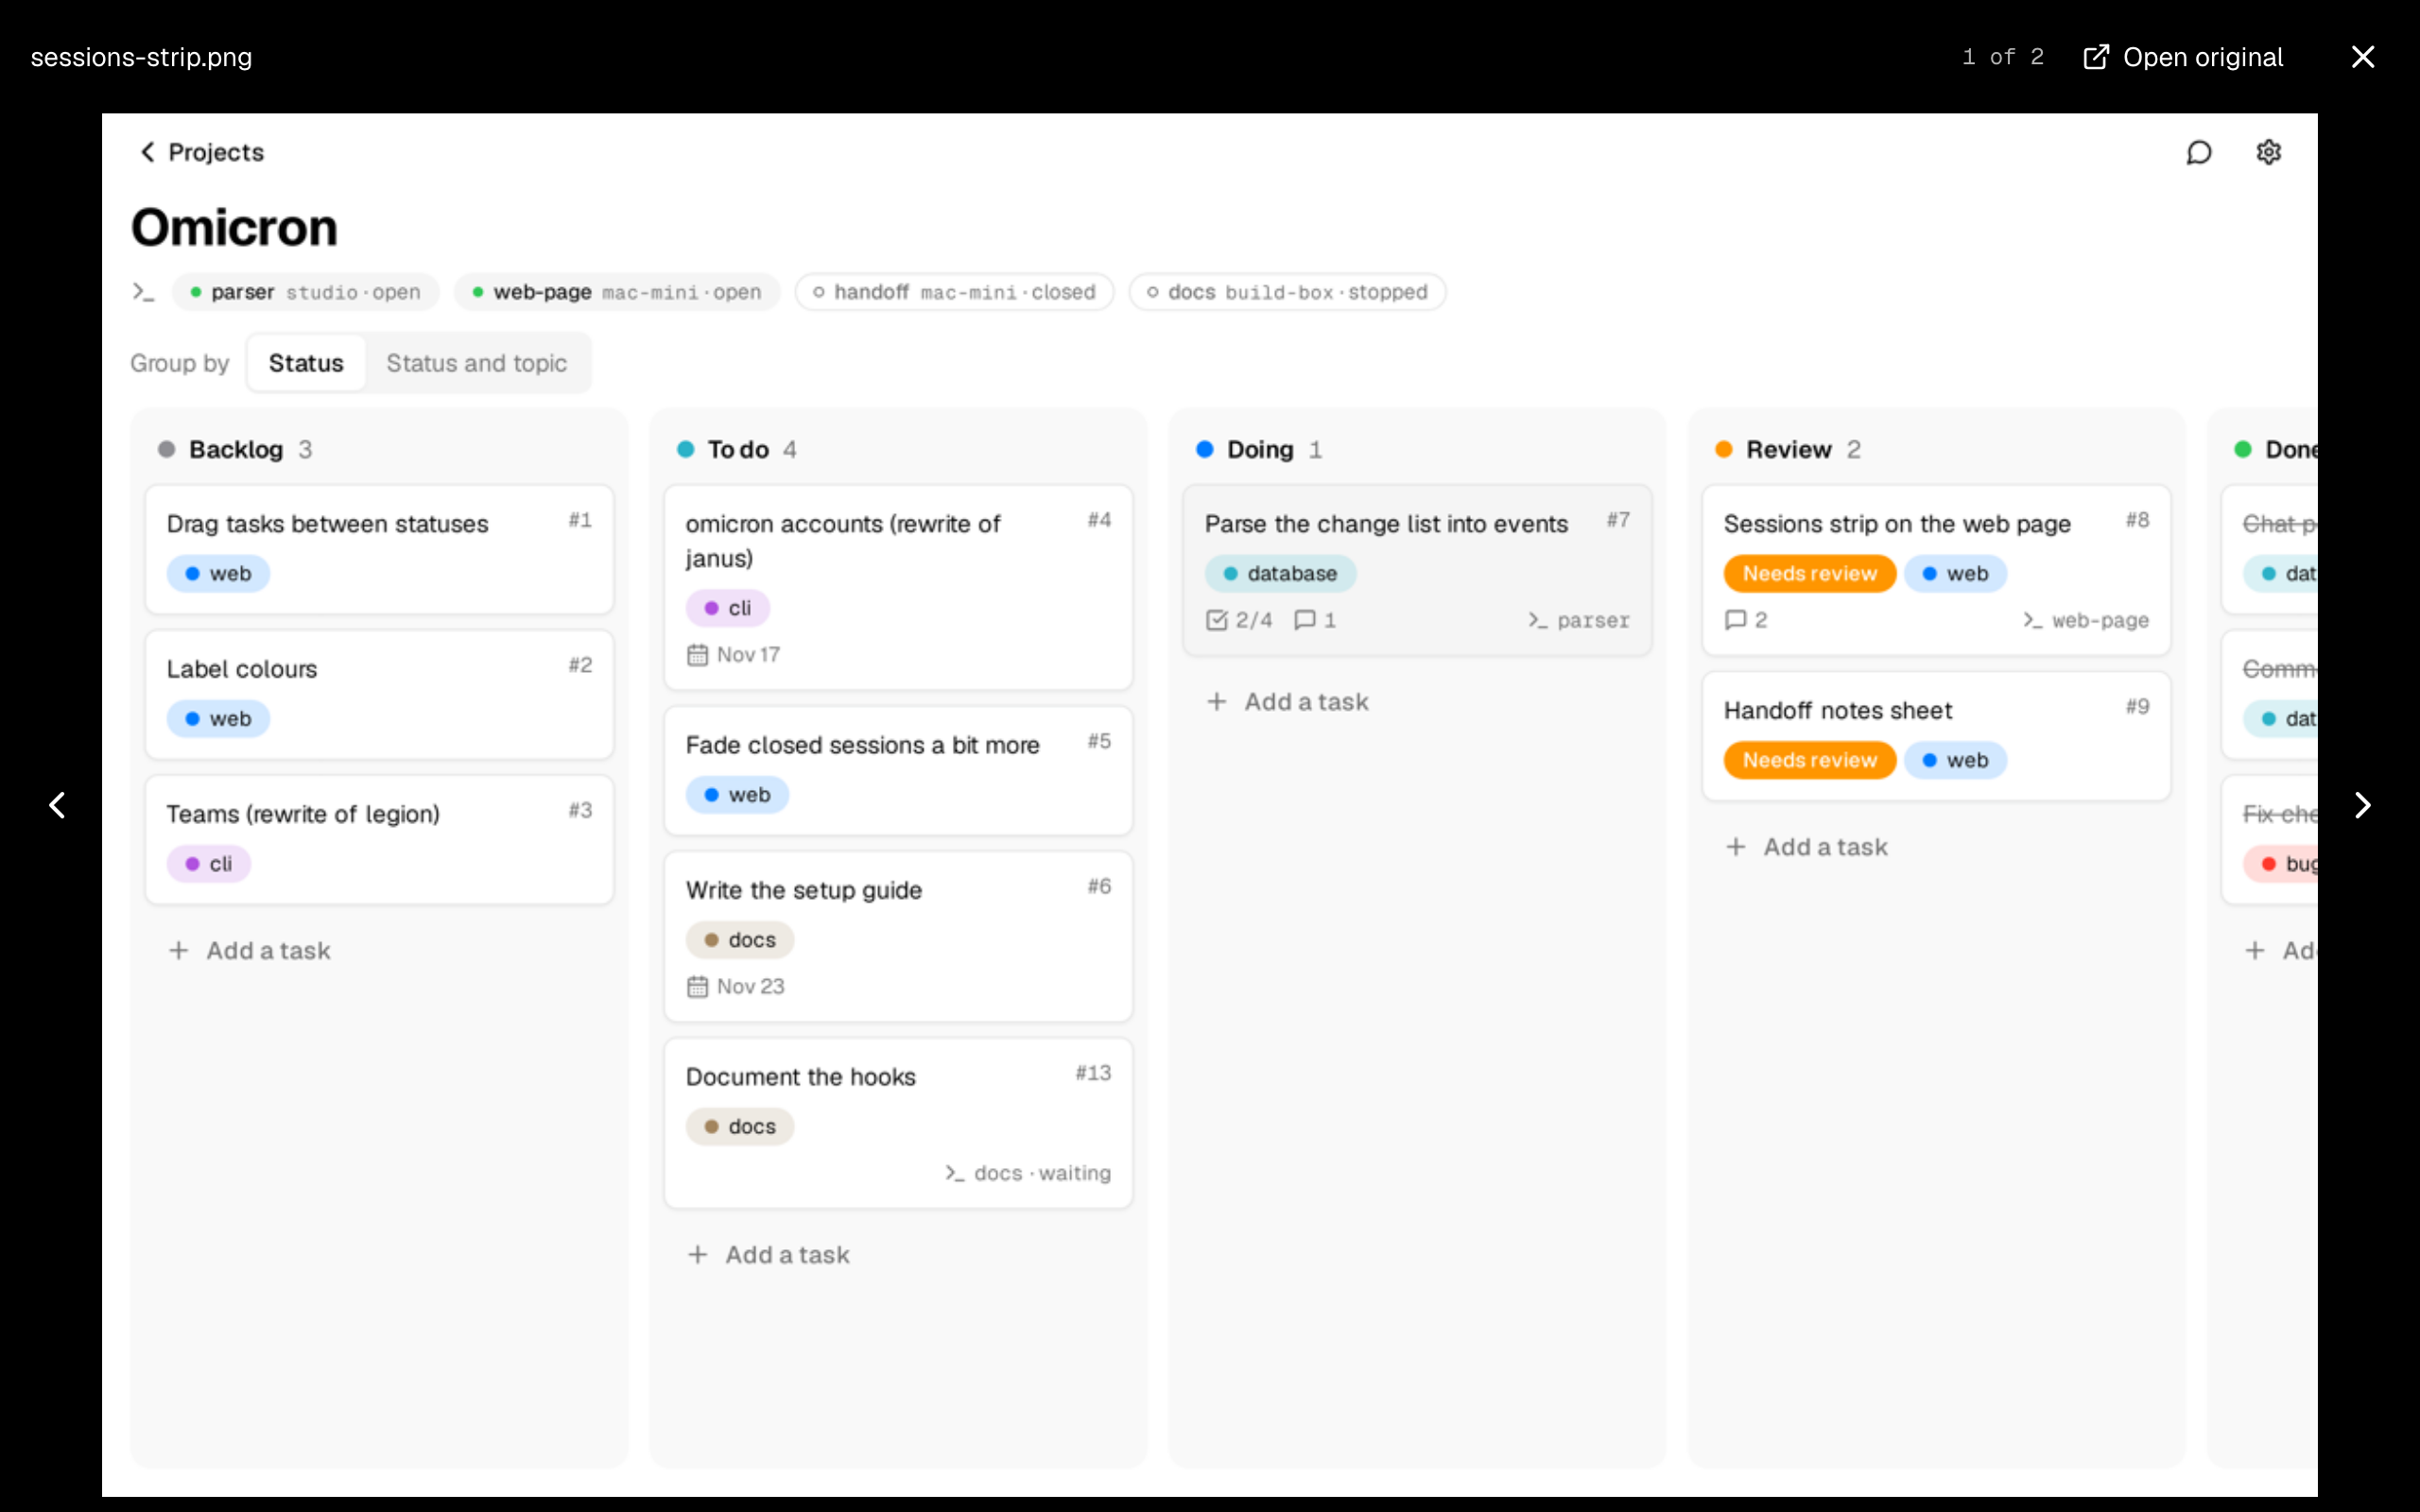 sessions-strip.png
1 of 2
Open original
Projects
Omicron
parser studio·open
web-page mac-mini·open
handoff mac-mini·closed
docs build-box·stopped
Group by
Status
Status and topic
Backlog 3
Drag tasks between statuses #1
web
Label colours #2
web
Teams (rewrite of legion) #3
cli
+ Add a task
To do 4
omicron accounts (rewrite of #4
janus)
cli
Nov 17
Fade closed sessions a bit more #5
web
Write the setup guide #6
docs
Nov 23
Document the hooks #13
docs
>_ docs · waiting
+ Add a task
Doing 1
Parse the change list into events #7
database
2/4 1 >_ parser
+ Add a task
Review 2
Sessions strip on the web page #8
Needs review web
2 >_ web-page
Handoff notes sheet #9
Needs review web
+ Add a task
Done
Chat
Fix